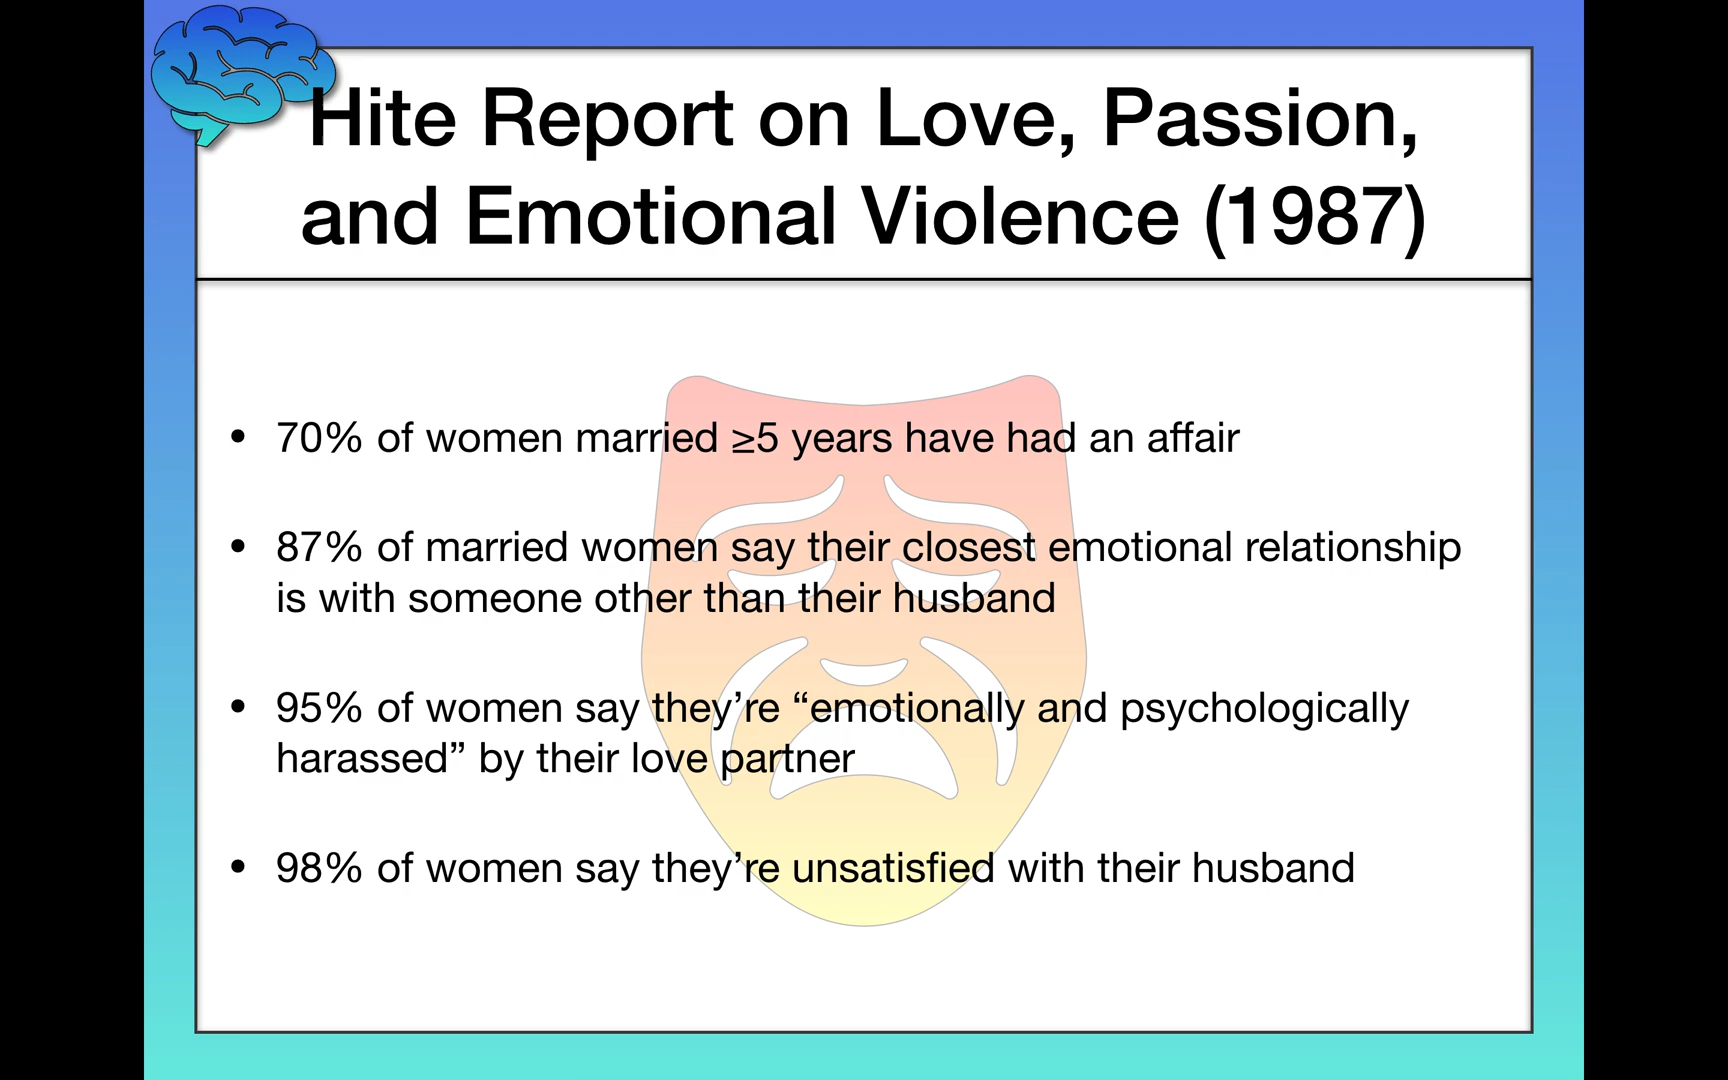 Hite Report on Love, Passion,
and Emotional Violence (1987)
• 70% of women married ≥5 years have had an affair
• 87% of married women say their closest emotional relationship
is with someone other than their husband
• 95% of women say they’re “emotionally and psychologically
harassed” by their love partner
• 98% of women say they’re unsatisfied with their husband